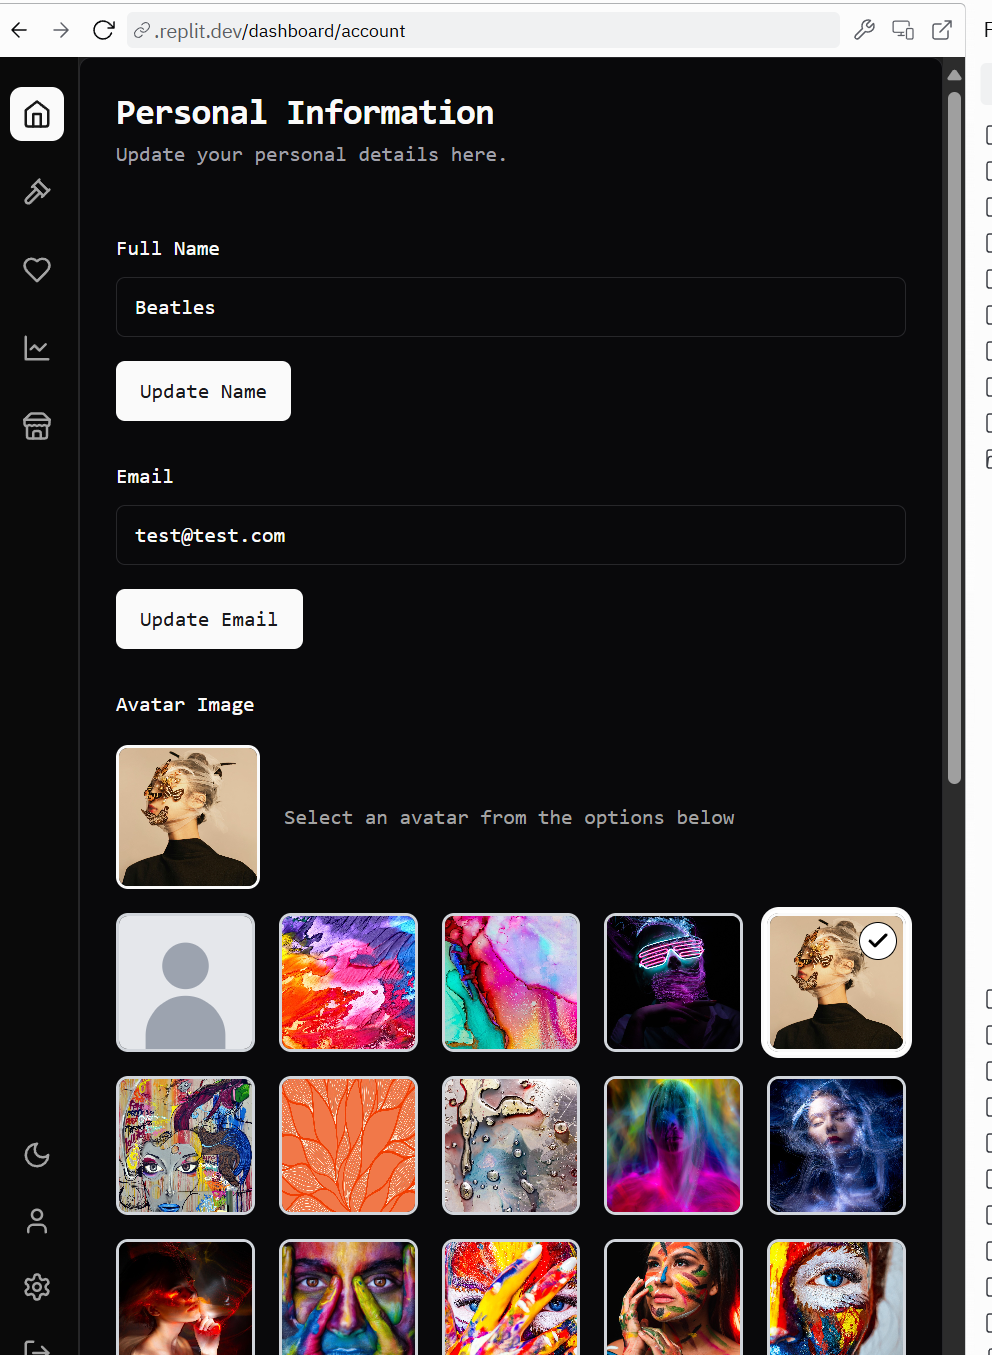 .replit.dev/dashboard/account
Personal Information
Update your personal details here.
Full Name
Beatles
Update Name
Email
test@test.com
Update Email
Avatar Image
Select an avatar from the options below